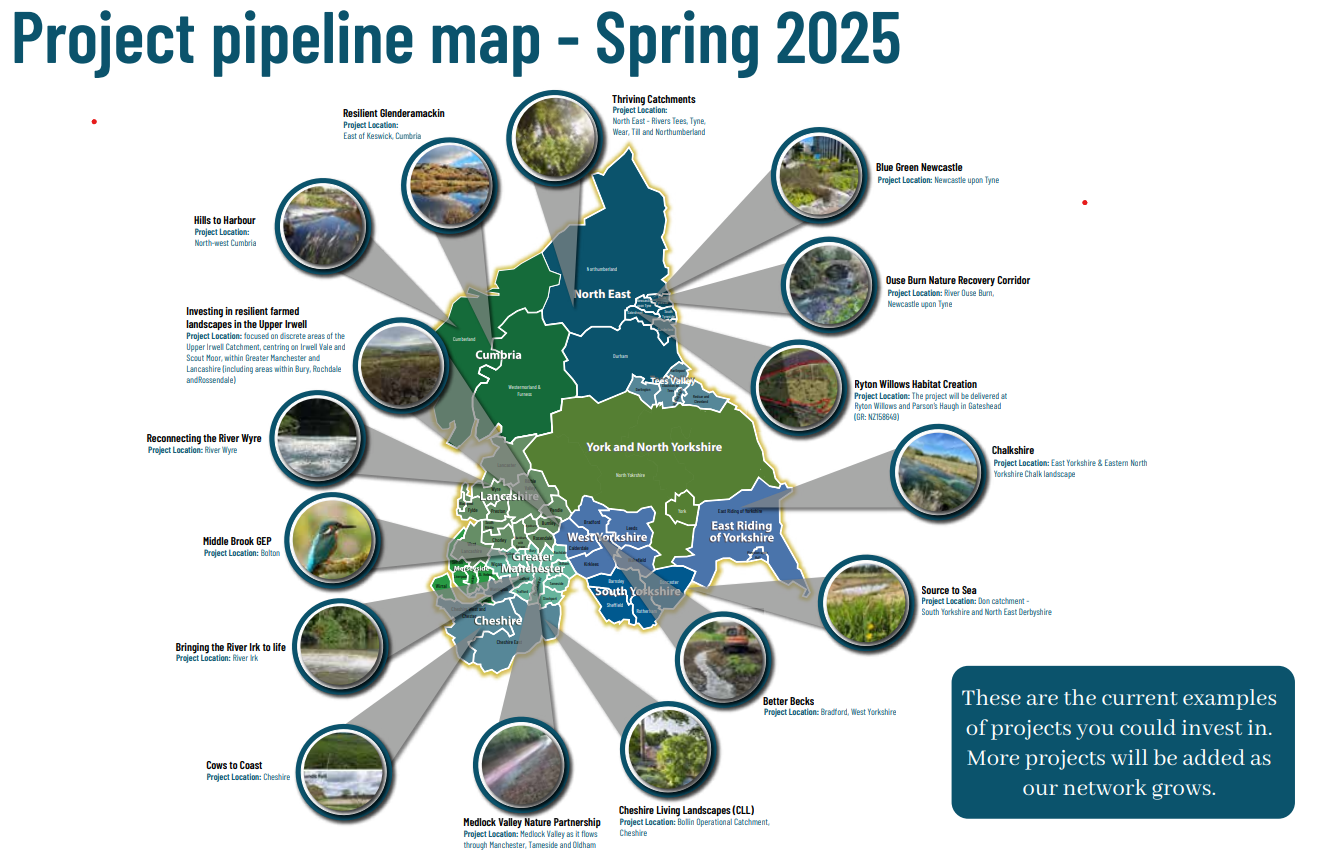 Project pipeline map - Spring 2025
Thriving Catchments
Project Location:
North East - Rivers Tees, Tyne,
Wear, Till and Northumberland
Resilient Glenderamackin
Project Location:
East of Keswick, Cumbria
Blue Green Newcastle
Project Location: Newcastle upon Tyne
Hills to Harbour
Project Location:
North-west Cumbria
Ouse Burn Nature Recovery Corridor
Project Location: River Ouse Burn,
Newcastle upon Tyne
Investing in resilient farmed
landscapes in the Upper Irwell
Project Location: focused on discrete areas of the
Upper Irwell Catchment, centring on Irwell Vale and
Scout Moor, within Greater Manchester and
Lancashire (including areas within Bury, Rochdale
andRossendale)
Ryton Willows Habitat Creation
Project Location: The project will be delivered at
Ryton Willows and Parson's Haugh in Gateshead
(GR: NZ158649)
Reconnecting the River Wyre
Project Location: River Wyre
Chalkshire
Project Location: East Yorkshire & Eastern North
Yorkshire Chalk landscape
Middle Brook GEP
Project Location: Bolton
Source to Sea
Project Location: Don catchment -
South Yorkshire and North East Derbyshire
Bringing the River Irk to life
Project Location: River Irk
Better Becks
Project Location: Bradford, West Yorkshire
Cows to Coast
Project Location: Cheshire
Medlock Valley Nature Partnership
Project Location: Medlock Valley as it flows
through Manchester, Tameside and Oldham
Cheshire Living Landscapes (CLL)
Project Location: Bollin Operational Catchment,
Cheshire
Northumberland
North East
Cumberland
Cumbria
Durham
Tees Valley
Westmorland &
Furness
York and North Yorkshire
North Yorkshire
York
Lancashire
East Riding of Yorkshire
East Riding
of Yorkshire
Bradford
Leeds
West Yorkshire
Calderdale
Kirklees
Greater
Manchester
Merseyside
Wirral
Barnsley
South Yorkshire
Sheffield
Cheshire
These are the current examples
of projects you could invest in.
More projects will be added as
our network grows.